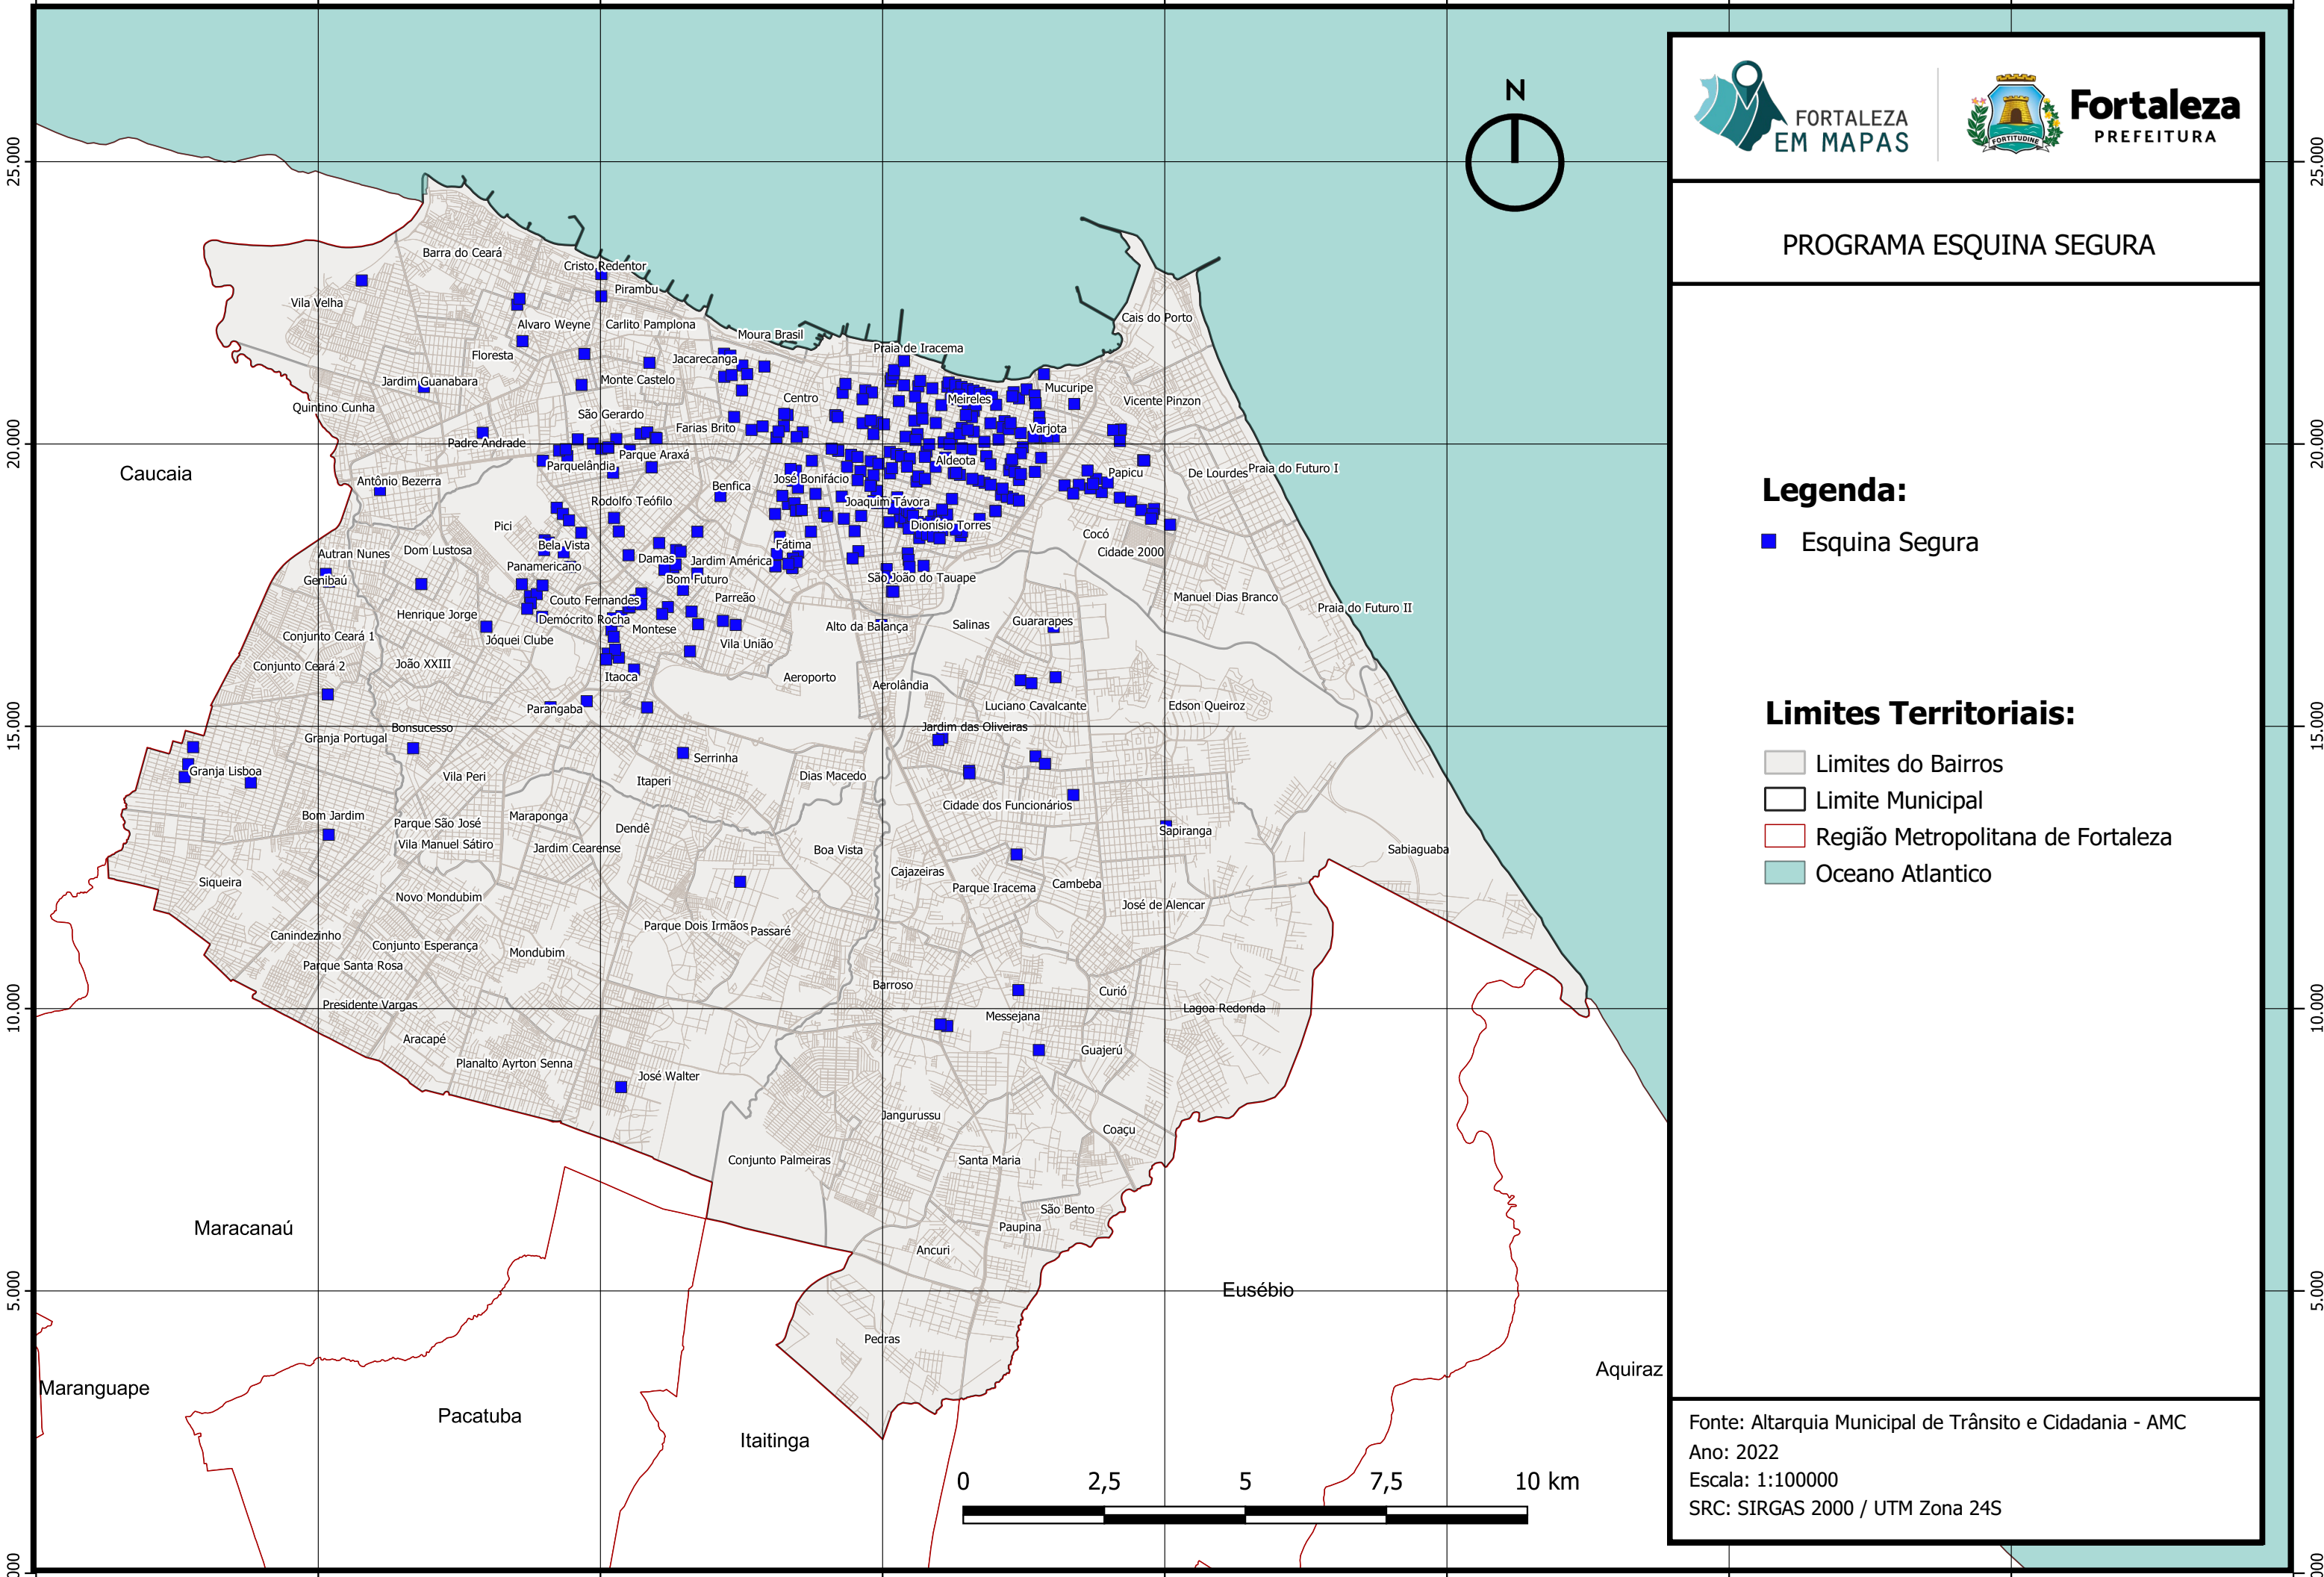 N
FORTALEZA
EM MAPAS
FORTITUDINE
Fortaleza
PREFEITURA
PROGRAMA ESQUINA SEGURA
Legenda:
Esquina Segura
Limites Territoriais:
Limites do Bairros
Limite Municipal
Região Metropolitana de Fortaleza
Oceano Atlantico
Fonte: Altarquia Municipal de Trânsito e Cidadania - AMC
Ano: 2022
Escala: 1:100000
SRC: SIRGAS 2000 / UTM Zona 24S
25.000
20.000
15.000
10.000
5.000
000
25.000
20.000
15.000
10.000
5.000
000
Barra do Ceará
Cristo Redentor
Pirambu
Vila Velha
Alvaro Weyne
Carlito Pamplona
Moura Brasil
Praia de Iracema
Cais do Porto
Floresta
Jacarecanga
Jardim Guanabara
Monte Castelo
Mucuripe
Quintino Cunha
São Gerardo
Centro
Meireles
Vicente Pinzon
Padre Andrade
Farias Brito
Varjota
Parquelândia
Parque Araxá
Aldeota
Papicu
De Lourdes
Praia do Futuro I
Caucaia
Antônio Bezerra
Benfica
José Bonifácio
Rodolfo Teófilo
Joaquim Távora
Pici
Dionísio Torres
Cocó
Autran Nunes
Dom Lustosa
Bela Vista
Fátima
Cidade 2000
Panamericano
Damas
Jardim América
Genibaú
Bom Futuro
São João do Tauape
Henrique Jorge
Couto Fernandes
Parreão
Manuel Dias Branco
Praia do Futuro II
Demócrito Rocha
Montese
Alto da Balança
Salinas
Guararapes
Conjunto Ceará 1
Jóquei Clube
Vila União
Conjunto Ceará 2
João XXIII
Itaoca
Aeroporto
Aerolândia
Parangaba
Luciano Cavalcante
Edson Queiroz
Bonsucesso
Jardim das Oliveiras
Granja Portugal
Serrinha
Granja Lisboa
Vila Peri
Itaperi
Dias Macedo
Cidade dos Funcionários
Bom Jardim
Parque São José
Maraponga
Dendê
Sapiranga
Vila Manuel Sátiro
Jardim Cearense
Boa Vista
Sabiaguaba
Siqueira
Cajazeiras
Parque Iracema
Cambeba
Novo Mondubim
José de Alencar
Parque Dois Irmãos
Passaré
Canindezinho
Conjunto Esperança
Mondubim
Parque Santa Rosa
Barroso
Curió
Presidente Vargas
Messejana
Lagoa Redonda
Aracapé
Guajerú
Planalto Ayrton Senna
José Walter
Jangurussu
Coaçu
Conjunto Palmeiras
Santa Maria
São Bento
Maracanaú
Paupina
Ancuri
Eusébio
Pedras
Aquiraz
Maranguape
Pacatuba
Itaitinga
0 2,5 5 7,5 10 km